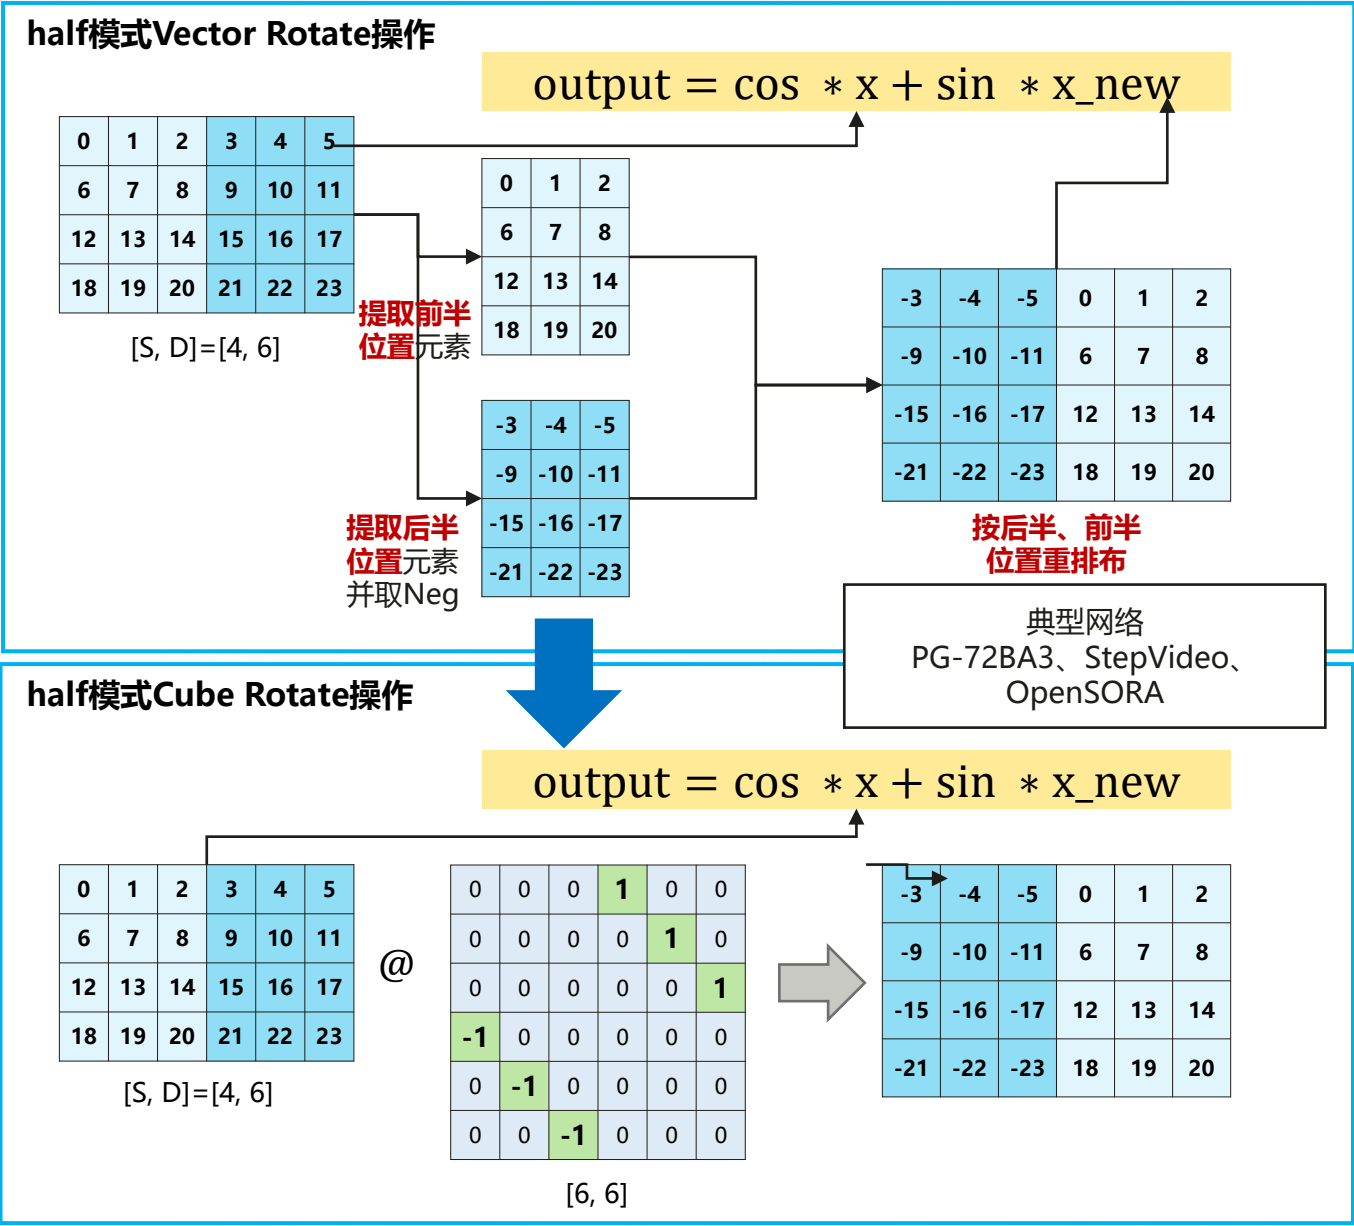 half模式Vector Rotate操作
output = cos * x + sin * x_new
0 1 2 3 4 5
6 7 8 9 10 11
12 13 14 15 16 17
18 19 20 21 22 23
[S, D]=[4, 6]
0 1 2
6 7 8
12 13 14
18 19 20
提取前半
位置元素
-3 -4 -5
-9 -10 -11
-15 -16 -17
-21 -22 -23
提取后半
位置元素
并取Neg
-3 -4 -5 0 1 2
-9 -10 -11 6 7 8
-15 -16 -17 12 13 14
-21 -22 -23 18 19 20
按后半、前半
位置重排布
典型网络
PG-72BA3、StepVideo、
OpenSORA
half模式Cube Rotate操作
output = cos * x + sin * x_new
0 1 2 3 4 5
6 7 8 9 10 11
12 13 14 15 16 17
18 19 20 21 22 23
[S, D]=[4, 6]
@
0 0 0 1 0 0
0 0 0 0 1 0
0 0 0 0 0 1
-1 0 0 0 0 0
0 -1 0 0 0 0
0 0 -1 0 0 0
[6, 6]
-3 -4 -5 0 1 2
-9 -10 -11 6 7 8
-15 -16 -17 12 13 14
-21 -22 -23 18 19 20